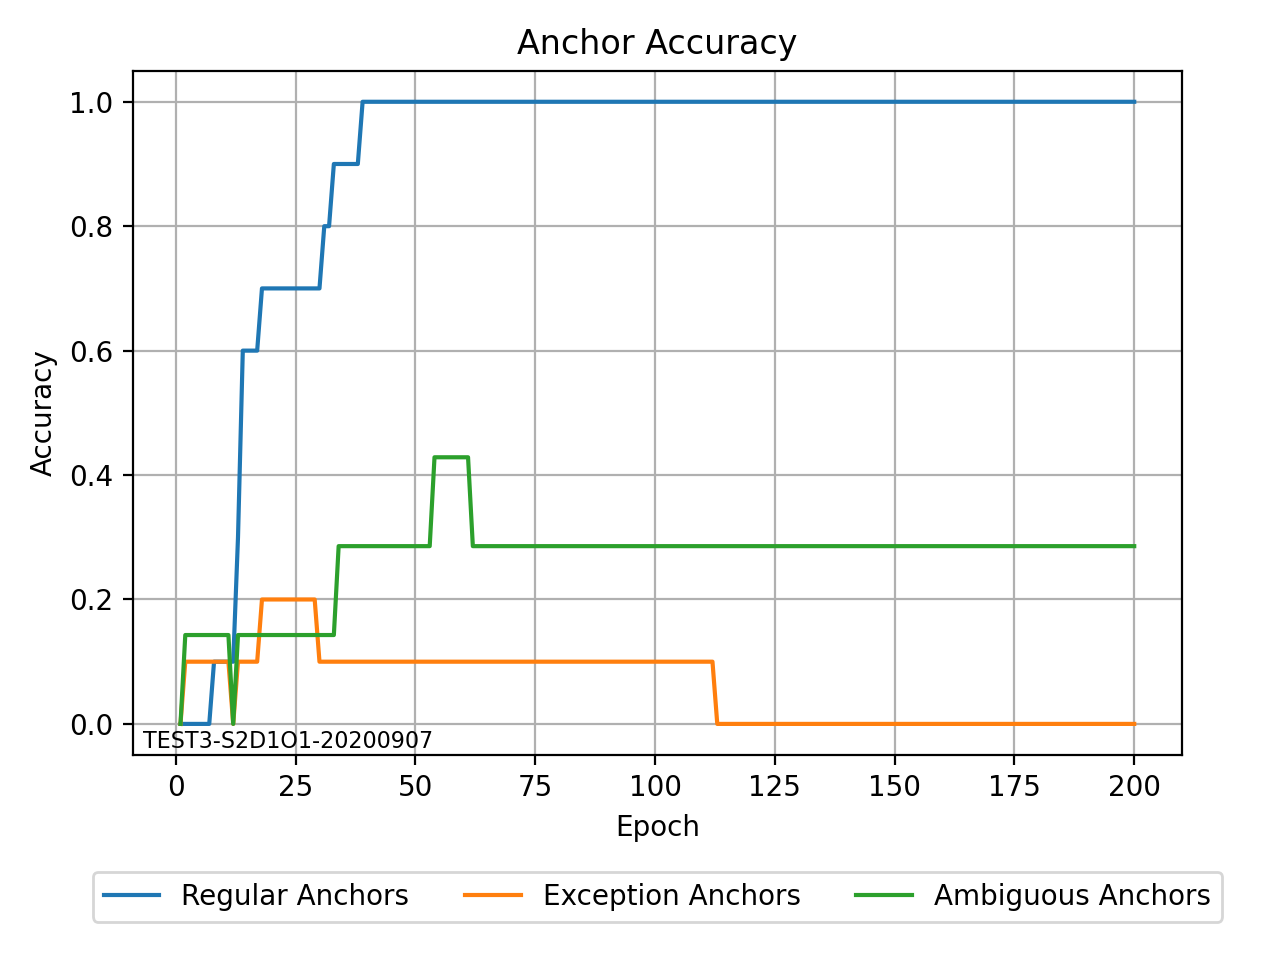 Anchor Accuracy
1.0
0.8
0.6
0.4
0.2
0.0
Accuracy
TEST3-S2D1O1-20200907
0 25 50 75 100 125 150 175 200
Epoch
Regular Anchors Exception Anchors Ambiguous Anchors